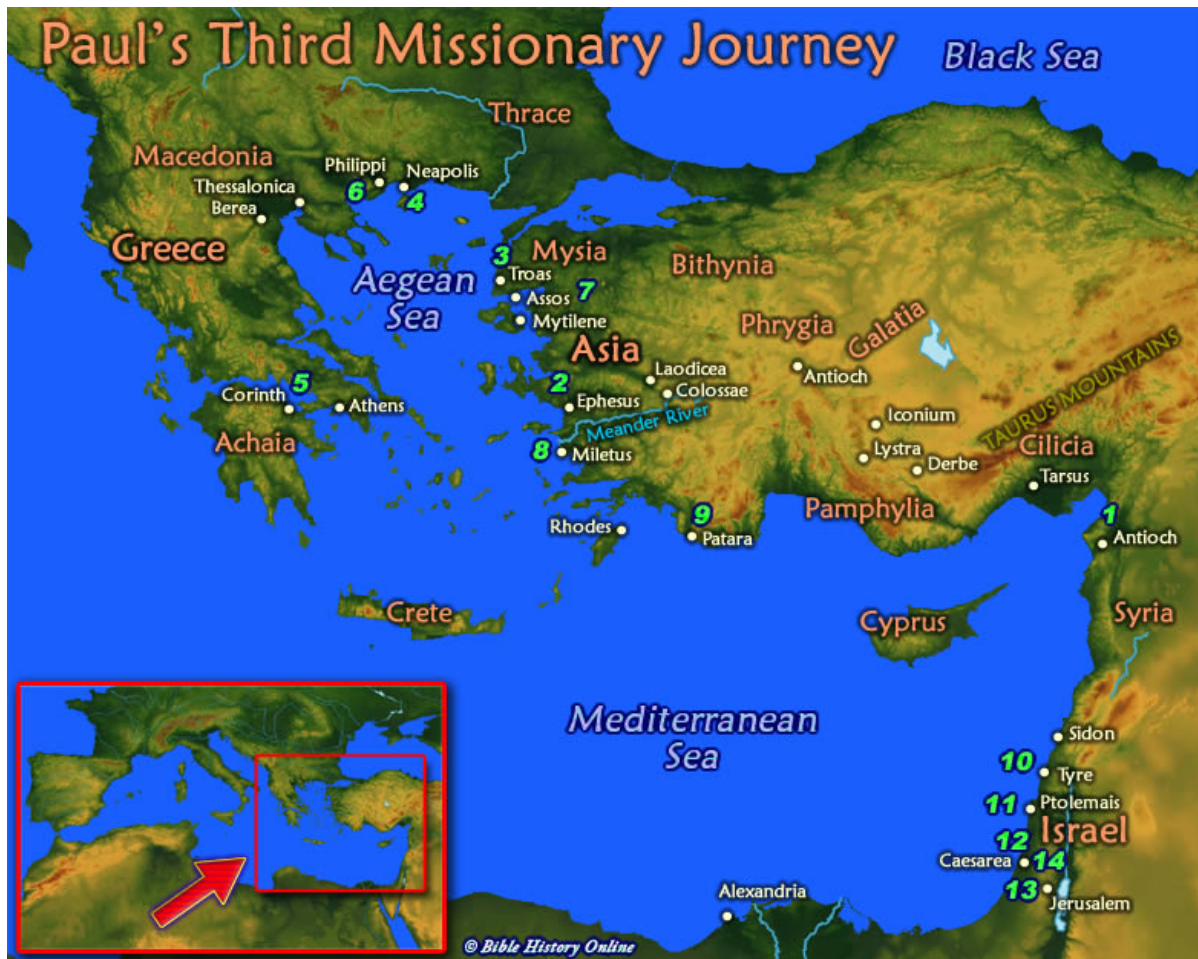 Paul's Third Missionary Journey
Black Sea
Thrace
Macedonia
Philippi
Neapolis
6
4
Thessalonica
Berea
Greece
3
Mysia
Troas
Aegean
Sea
Assos
7
Mytilene
Bithynia
Phrygia
Galatia
Asia
Laodicea
Antioch
Colossae
TAURUS MOUNTAINS
5
Corinth
Athens
2
Ephesus
Meander River
Iconium
Achaia
8
Miletus
Lystra
Derbe
Cilicia
Tarsus
Pamphylia
9
Rhodes
Patara
1
Antioch
Crete
Cyprus
Syria
Mediterranean
Sea
Sidon
10
Tyre
11
Ptolemais
Israel
12
Caesarea
14
13
Jerusalem
Alexandria
© Bible History Online